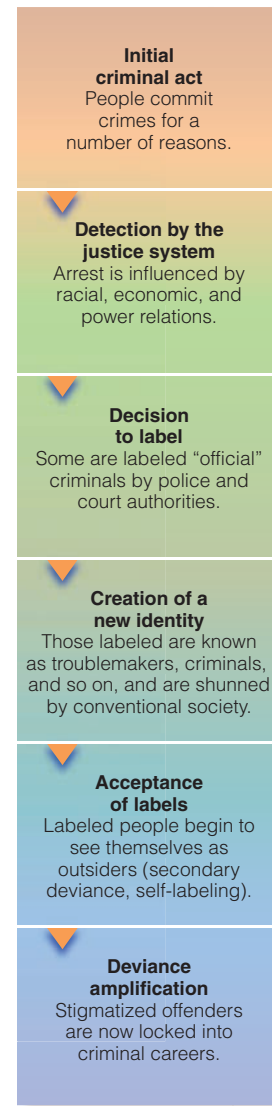 Initial
criminal act
People commit
crimes for a
number of reasons.
Detection by the
justice system
Arrest is influenced by
racial, economic, and
power relations.
Decision
to label
Some are labeled “official”
criminals by police and
court authorities.
Creation of a
new identity
Those labeled are known
as troublemakers, criminals,
and so on, and are shunned
by conventional society.
Acceptance
of labels
Labeled people begin to
see themselves as
outsiders (secondary
deviance, self-labeling).
Deviance
amplification
Stigmatized offenders
are now locked into
criminal careers.